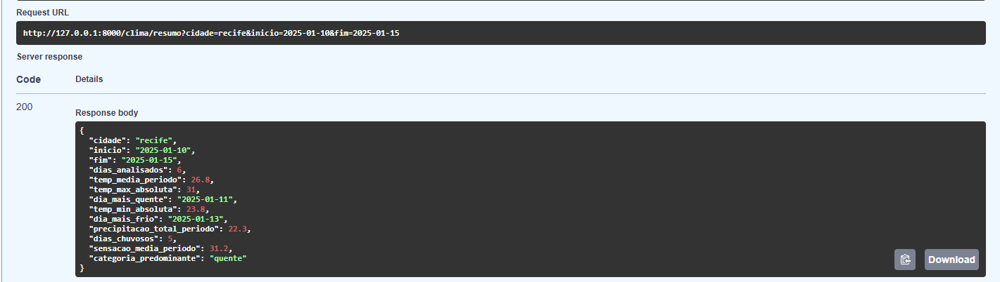 Request URL
http://127.0.0.1:8000/clima/resumo?cidade=recife&inicio=2025-01-10&fim=2025-01-15
Server response
Code Details
200
Response body
{
"cidade": "recife",
"inicio": "2025-01-10",
"fim": "2025-01-15",
"dias_analisados": 6,
"temp_media_periodo": 26.8,
"temp_max_absoluta": 31,
"dia_mais_quente": "2025-01-11",
"temp_min_absoluta": 23.8,
"dia_mais_frio": "2025-01-13",
"precipitacao_total_periodo": 22.3,
"dias_chuvosos": 5,
"sensacao_media_periodo": 31.2,
"categoria_predominante": "quente"
}
Download